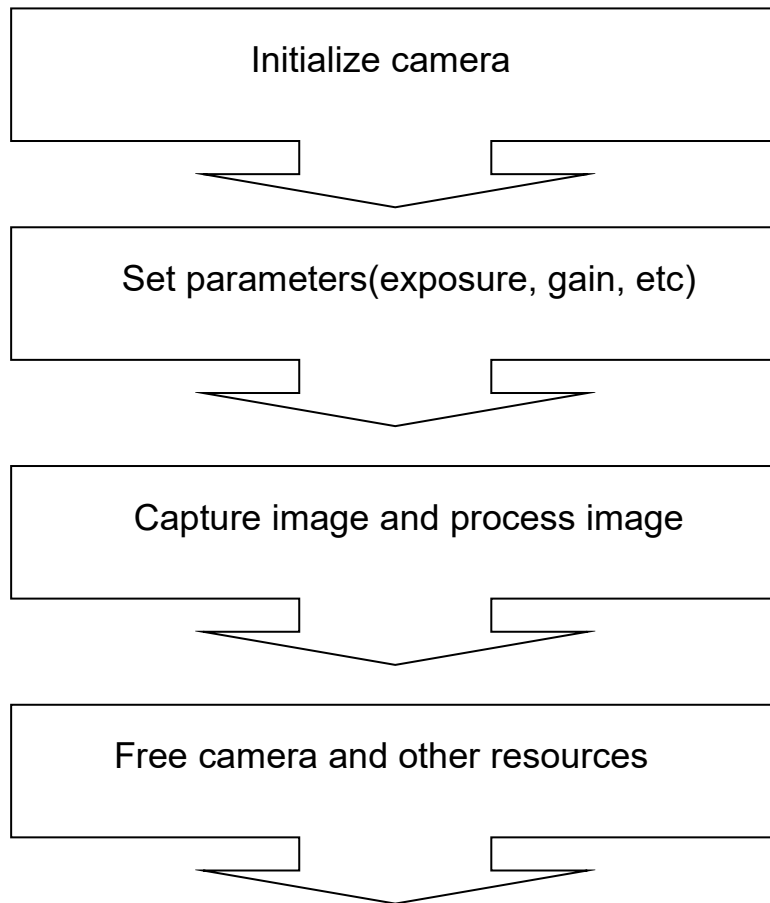 Initialize camera
Set parameters(exposure, gain, etc)
Capture image and process image
Free camera and other resources